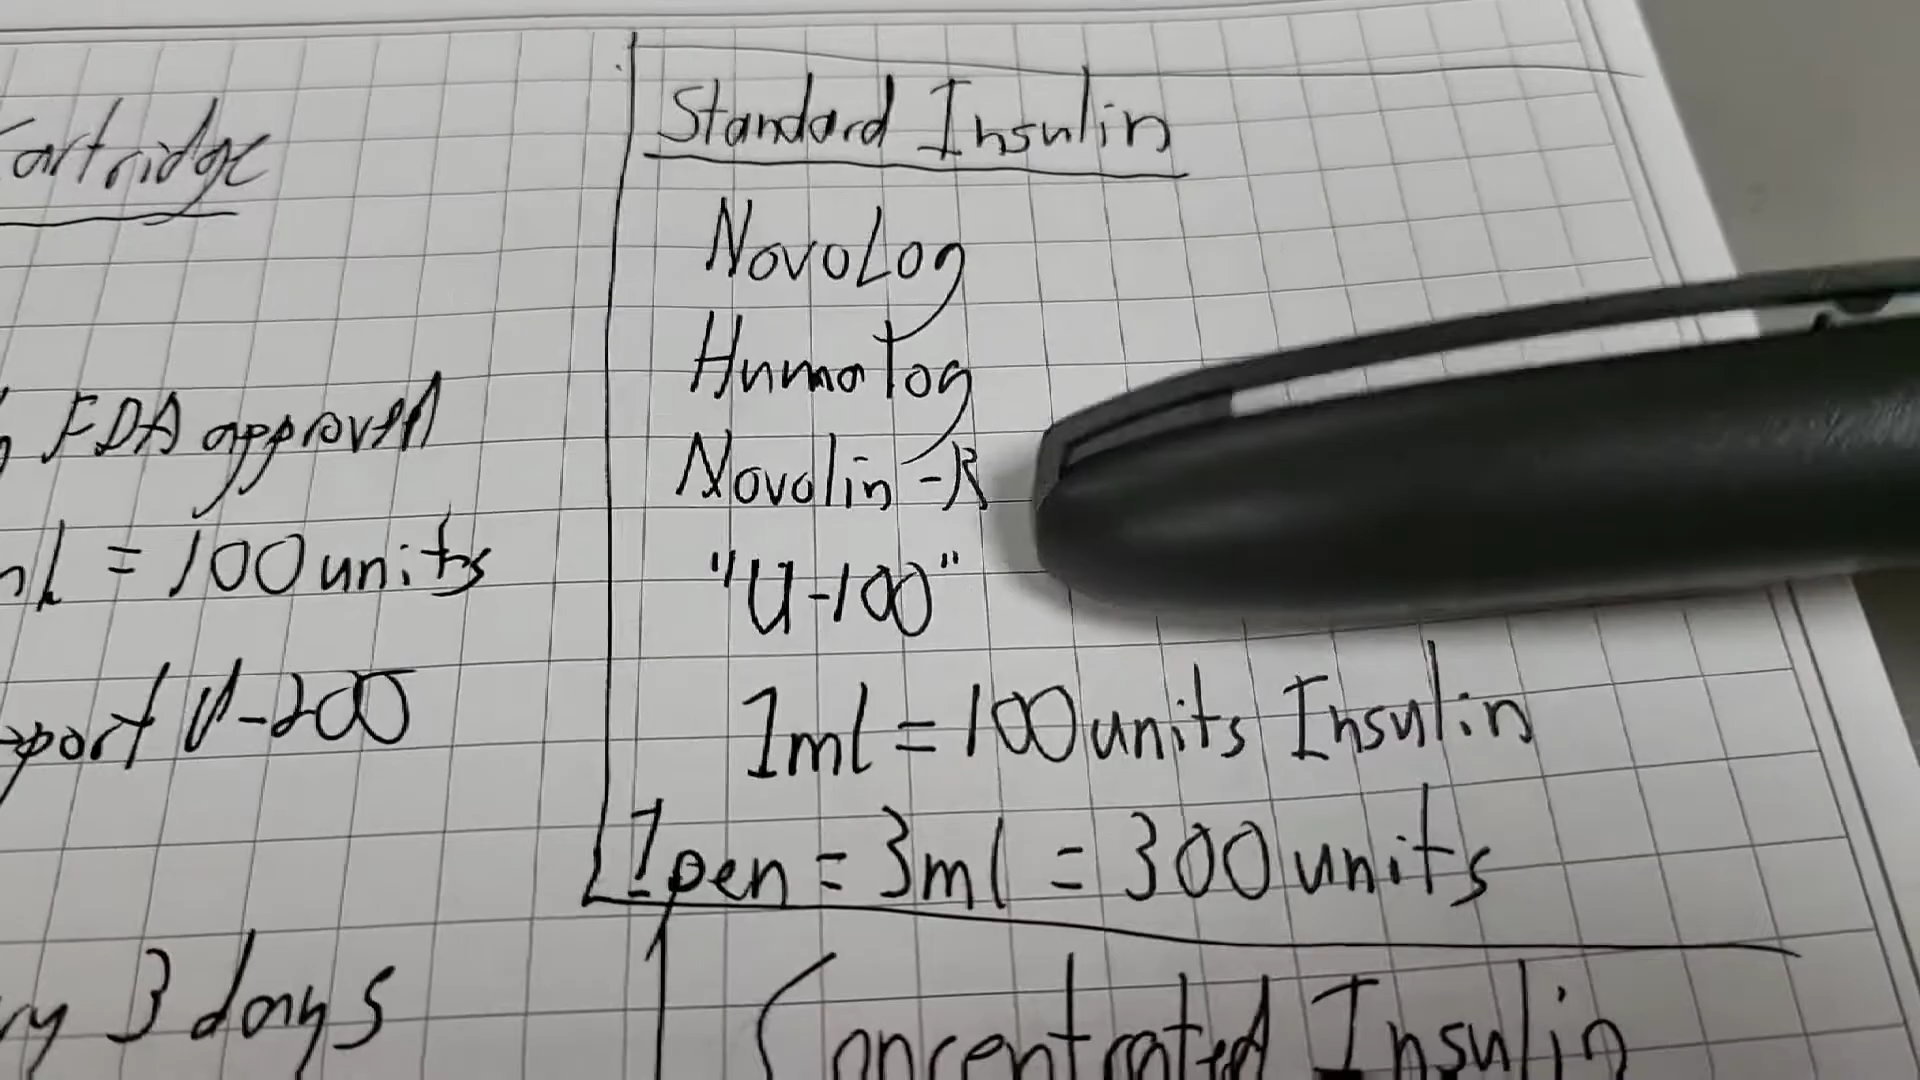 Cartridge
FDA approved
ml = 100 units
port U-200
3 days
Standard Insulin
NovoLog
Humalog
Novolin-R
"U-100"
1ml = 100 units Insulin
1 pen = 3ml = 300 units
Concentrated Insulin